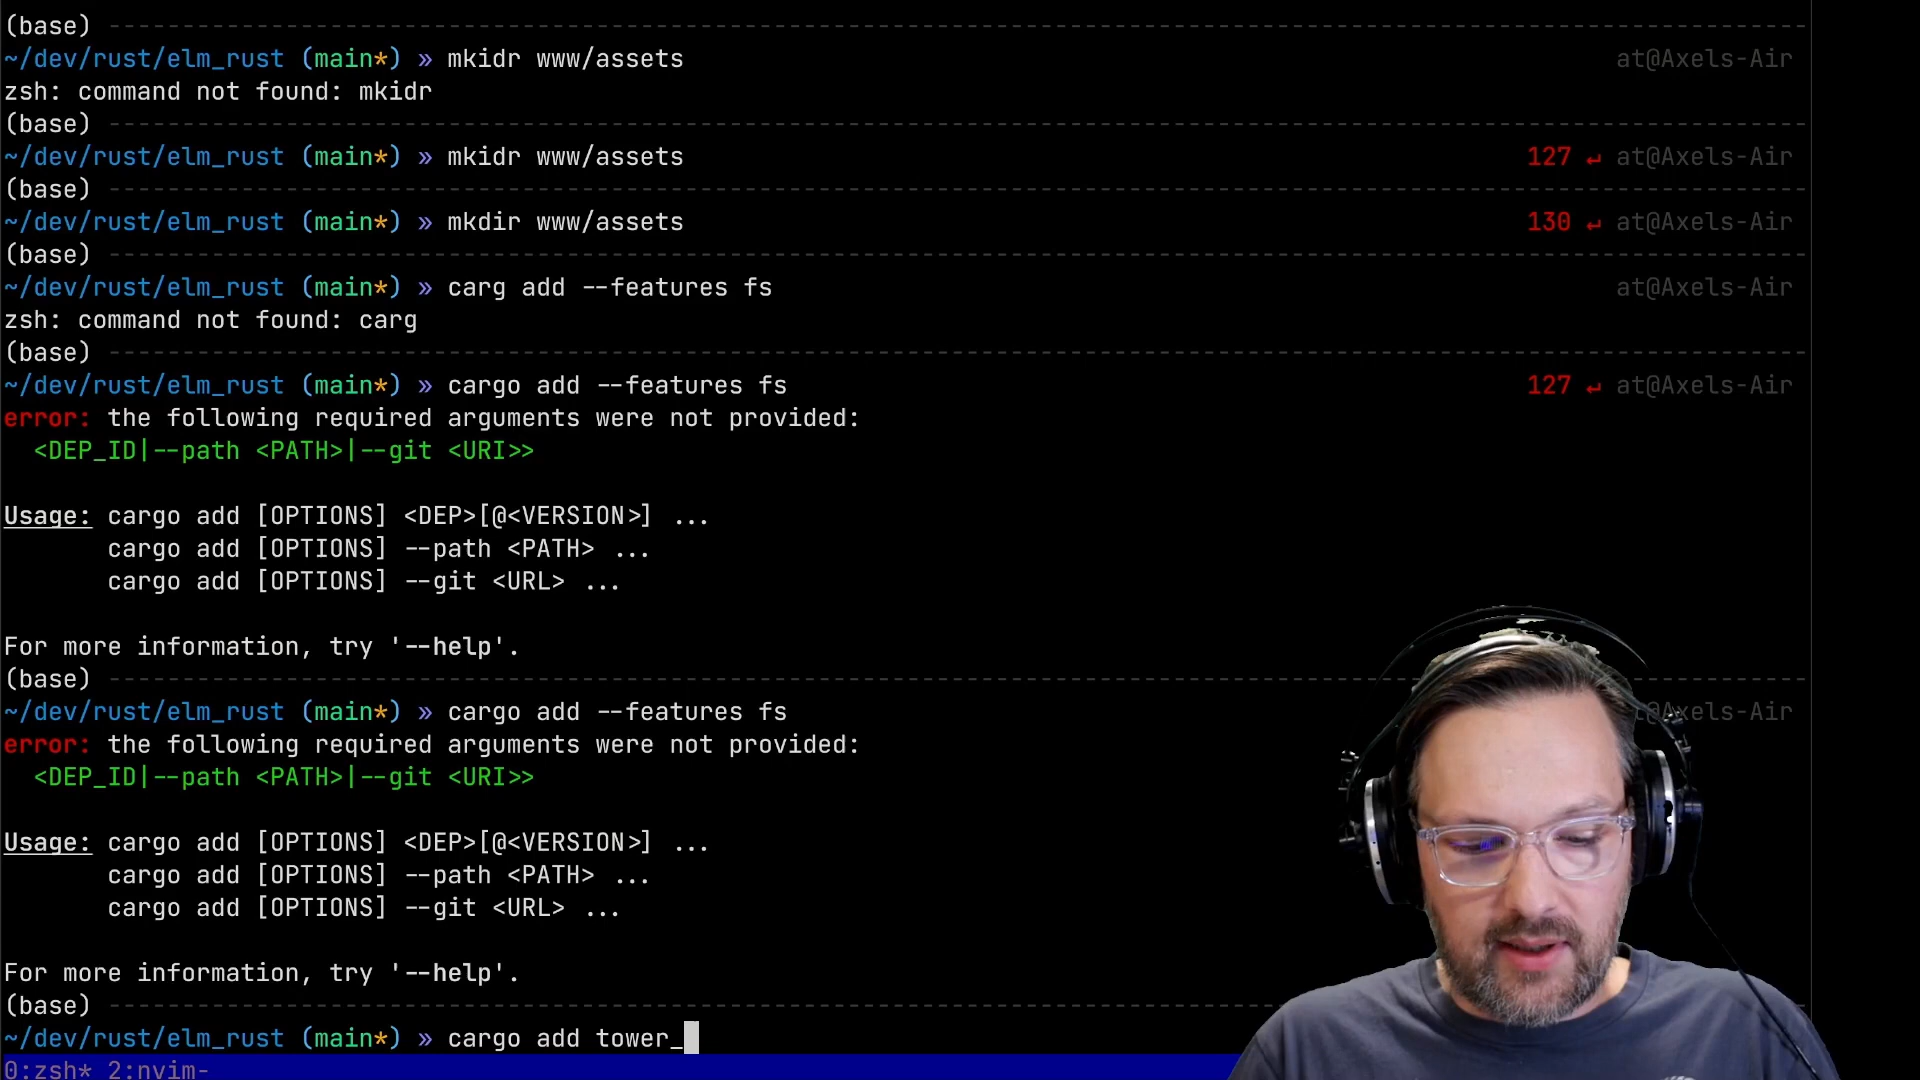 (base)
~/dev/rust/elm_rust (main*) » mkidr www/assets at@Axels-Air
zsh: command not found: mkidr
(base)
~/dev/rust/elm_rust (main*) » mkidr www/assets 127 ↵ at@Axels-Air
(base)
~/dev/rust/elm_rust (main*) » mkdir www/assets 130 ↵ at@Axels-Air
(base)
~/dev/rust/elm_rust (main*) » carg add --features fs at@Axels-Air
zsh: command not found: carg
(base)
~/dev/rust/elm_rust (main*) » cargo add --features fs 127 ↵ at@Axels-Air
error: the following required arguments were not provided:
<DEP_ID|--path <PATH>|--git <URI>>
Usage: cargo add [OPTIONS] <DEP>[@<VERSION>] ...
cargo add [OPTIONS] --path <PATH> ...
cargo add [OPTIONS] --git <URL> ...
For more information, try '--help'.
(base)
~/dev/rust/elm_rust (main*) » cargo add --features fs t@Axels-Air
error: the following required arguments were not provided:
<DEP_ID|--path <PATH>|--git <URI>>
Usage: cargo add [OPTIONS] <DEP>[@<VERSION>] ...
cargo add [OPTIONS] --path <PATH> ...
cargo add [OPTIONS] --git <URL> ...
For more information, try '--help'.
(base)
~/dev/rust/elm_rust (main*) » cargo add tower_
0:zsh* 2:nvim-